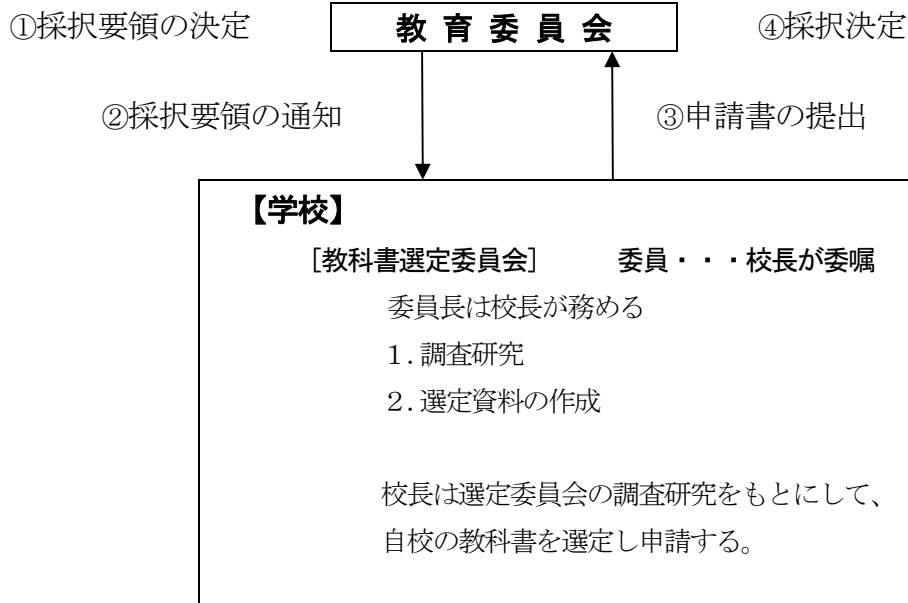 ①採択要領の決定
教育委員会
④採択決定
②採択要領の通知
③申請書の提出
【学校】
［教科書選定委員会］　　委員・・・校長が委嘱
委員長は校長が務める
１.調査研究
２.選定資料の作成
校長は選定委員会の調査研究をもとにして、
自校の教科書を選定し申請する。